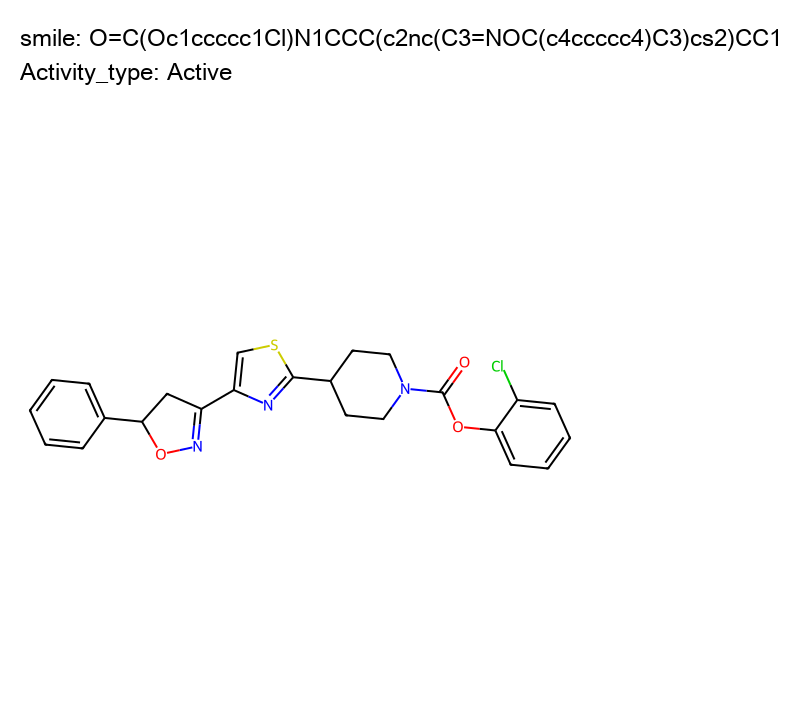 smile: O=C(Oc1ccccc1Cl)N1CCC(c2nc(C3=NOC(c4ccccc4)C3)cs2)CC1
Activity_type: Active
S
Cl
O
N
N
O
O
N